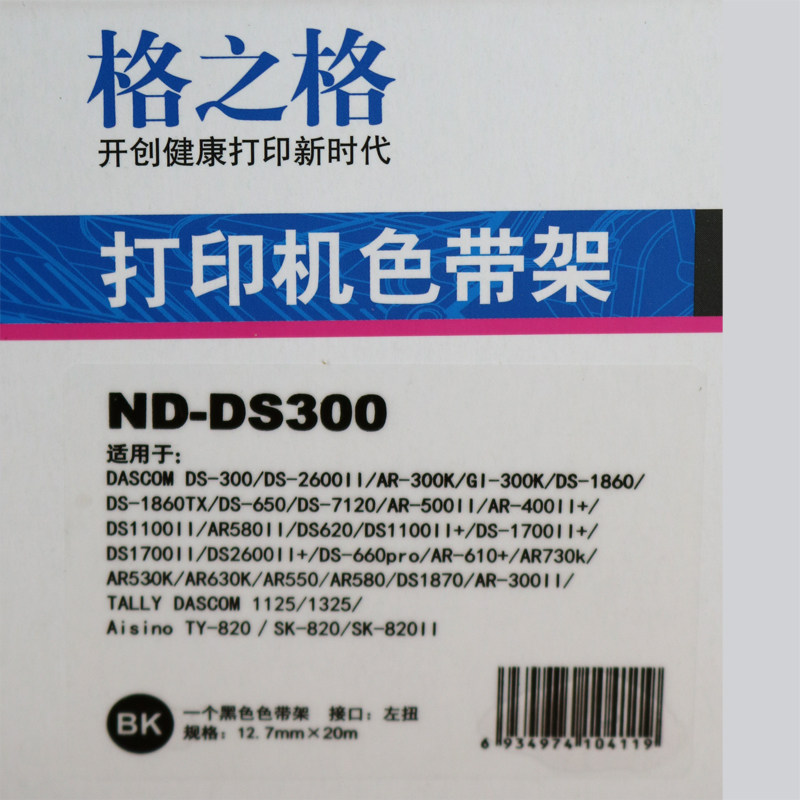 格之格
开创健康打印新时代
打印机色带架
ND-DS300
适用于:
DASCOM DS-300/DS-2600II/AR-300K/GI-300K/DS-1860/
DS-1860TX/DS-650/DS-7120/AR-500II/AR-400II+/
DS1100II/AR580II/DS620/DS1100II+/DS-1700II+/
DS1700II/DS2600II+/DS-660pro/AR-610+/AR730k/
AR530K/AR630K/AR550/AR580/DS1870/AR-300II/
TALLY DASCOM 1125/1325/
Aisino TY-820 / SK-820/SK-820II
BK
一个黑色色带架 接口: 左扭
规格: 12.7mm×20m
6 934974 104119